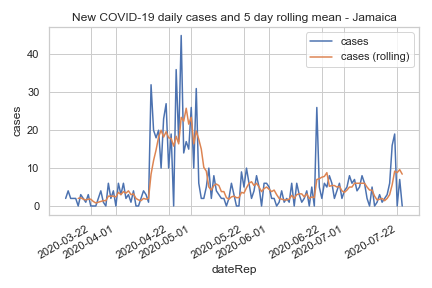 New COVID-19 daily cases and 5 day rolling mean - Jamaica
cases
cases (rolling)
cases
40
30
20
10
0
2020-03-22
2020-04-01
2020-04-22
2020-05-01
2020-05-22
2020-06-01
2020-06-22
2020-07-01
2020-07-22
dateRep